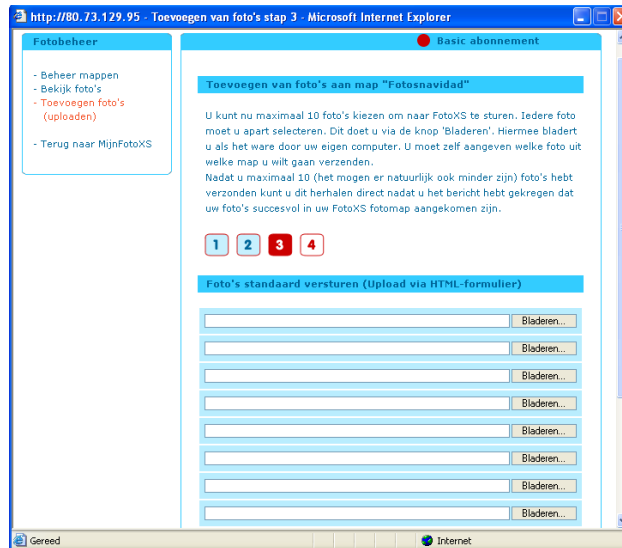 http://80.73.129.95 - Toevoegen van foto's stap 3 - Microsoft Internet Explorer
Fotobeheer
- Beheer mappen
- Bekijk foto's
- Toevoegen foto's
(uploaden)
- Terug naar MijnFotoXS
Basic abonnement
Toevoegen van foto's aan map "Fotosnavidad"
U kunt nu maximaal 10 foto's kiezen om naar FotoXS te sturen. Iedere foto
moet u apart selecteren. Dit doet u via de knop 'Bladeren'. Hiermee bladert
u als het ware door uw eigen computer. U moet zelf aangeven welke foto uit
welke map u wilt gaan verzenden.
Nadat u maximaal 10 (het mogen er natuurlijk ook minder zijn) foto's hebt
verzonden kunt u dit herhalen direct nadat u het bericht hebt gekregen dat
uw foto's succesvol in uw FotoXS fotomap aangekomen zijn.
1 2 3 4
Foto's standaard versturen (Upload via HTML-formulier)
Bladeren...
Bladeren...
Bladeren...
Bladeren...
Bladeren...
Bladeren...
Bladeren...
Bladeren...
Gereed
Internet